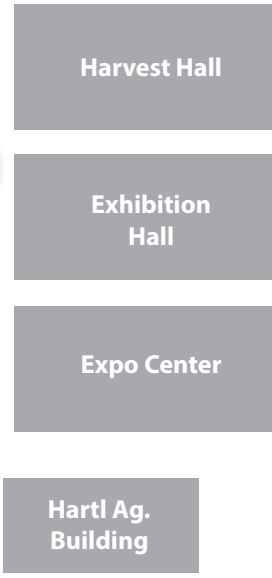 Harvest Hall
Exhibition
Hall
Expo Center
Hartl Ag.
Building